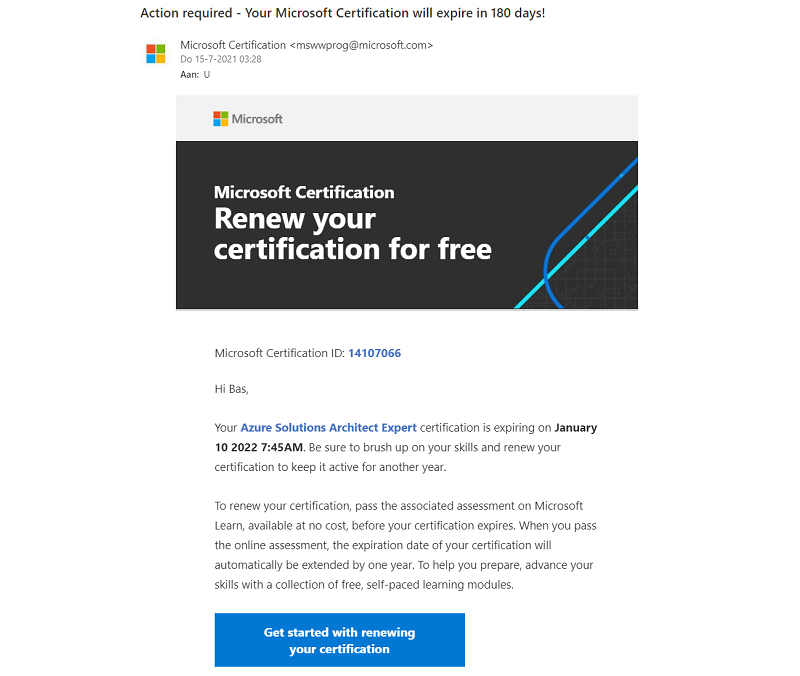 Action required - Your Microsoft Certification will expire in 180 days!
Microsoft Certification <mswwprog@microsoft.com>
Do 15-7-2021 03:28
Aan: U
Microsoft
Microsoft Certification
Renew your
certification for free
Microsoft Certification ID: 14107066
Hi Bas,
Your Azure Solutions Architect Expert certification is expiring on January
10 2022 7:45AM. Be sure to brush up on your skills and renew your
certification to keep it active for another year.
To renew your certification, pass the associated assessment on Microsoft
Learn, available at no cost, before your certification expires. When you pass
the online assessment, the expiration date of your certification will
automatically be extended by one year. To help you prepare, advance your
skills with a collection of free, self-paced learning modules.
Get started with renewing
your certification